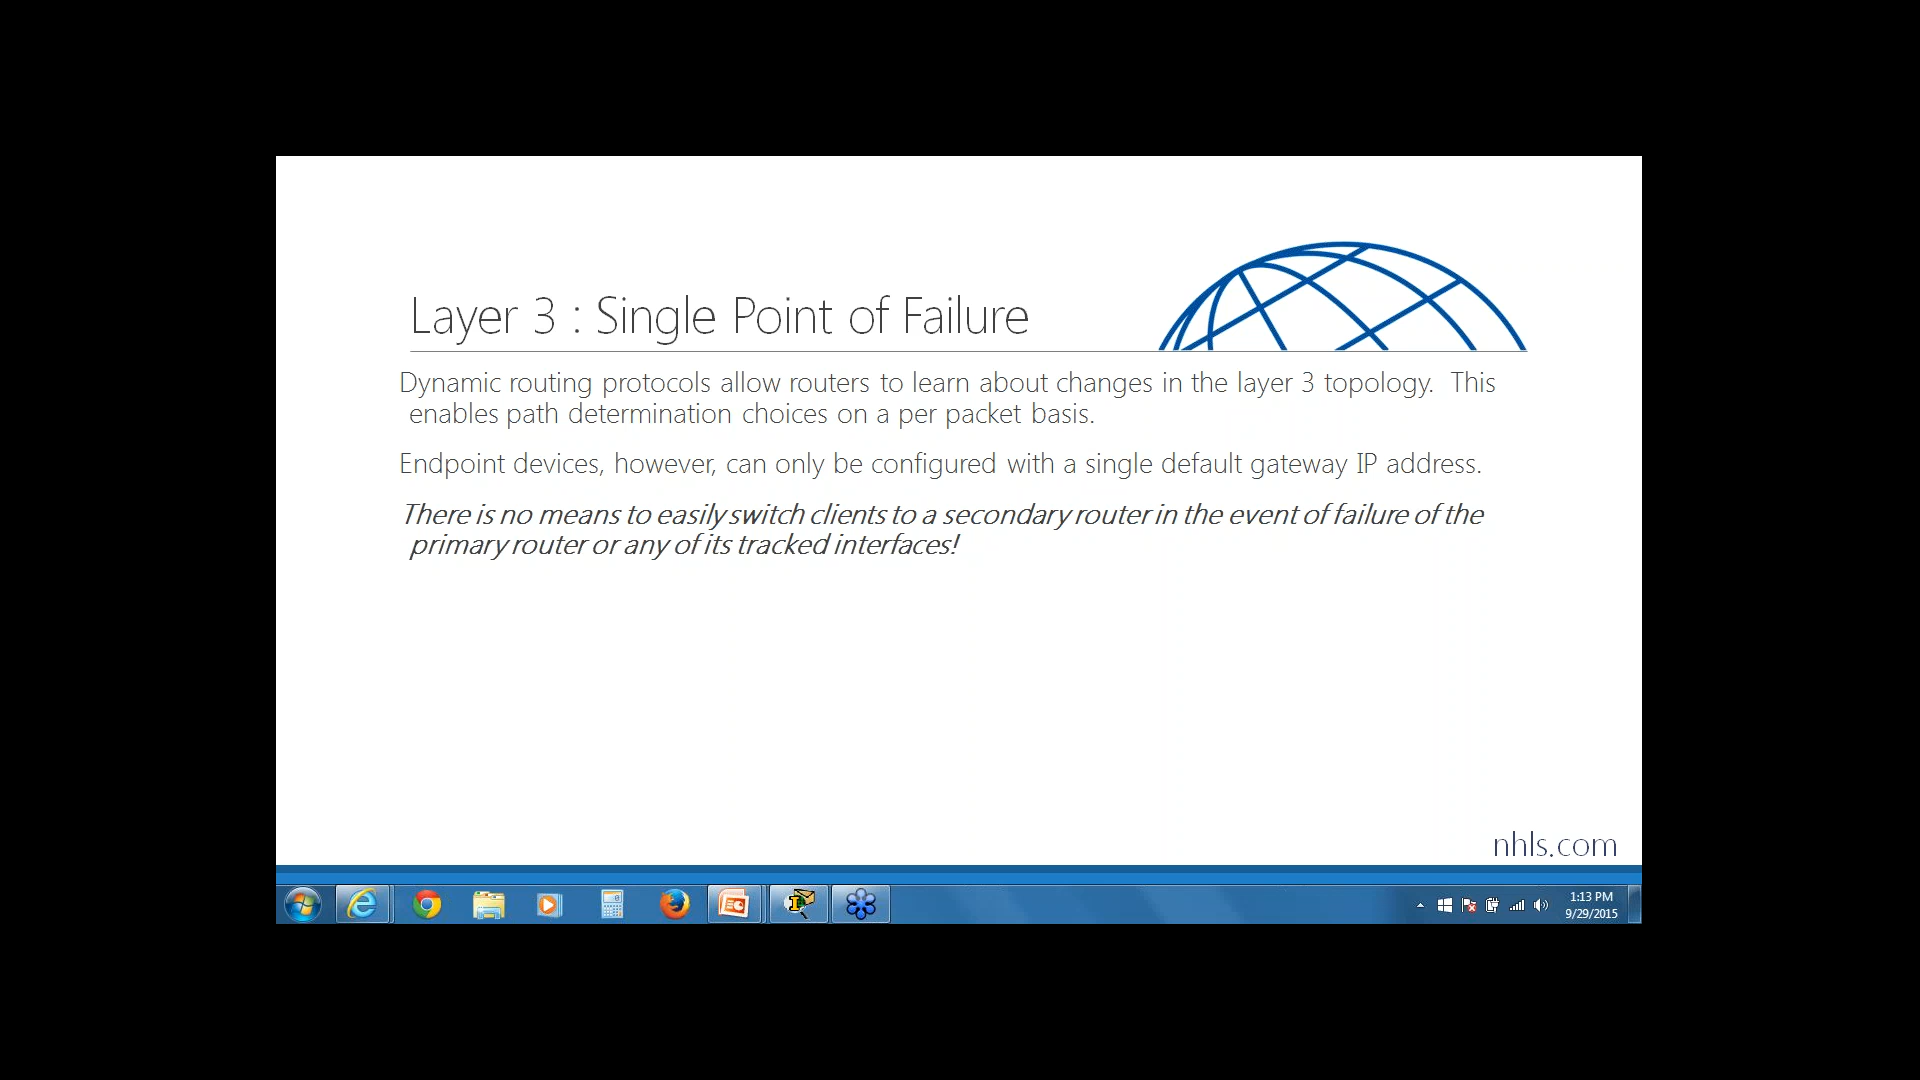 Layer 3 : Single Point of Failure
Dynamic routing protocols allow routers to learn about changes in the layer 3 topology.  This
enables path determination choices on a per packet basis.
Endpoint devices, however, can only be configured with a single default gateway IP address.
There is no means to easily switch clients to a secondary router in the event of failure of the
primary router or any of its tracked interfaces!
nhls.com
1:13 PM
9/29/2015